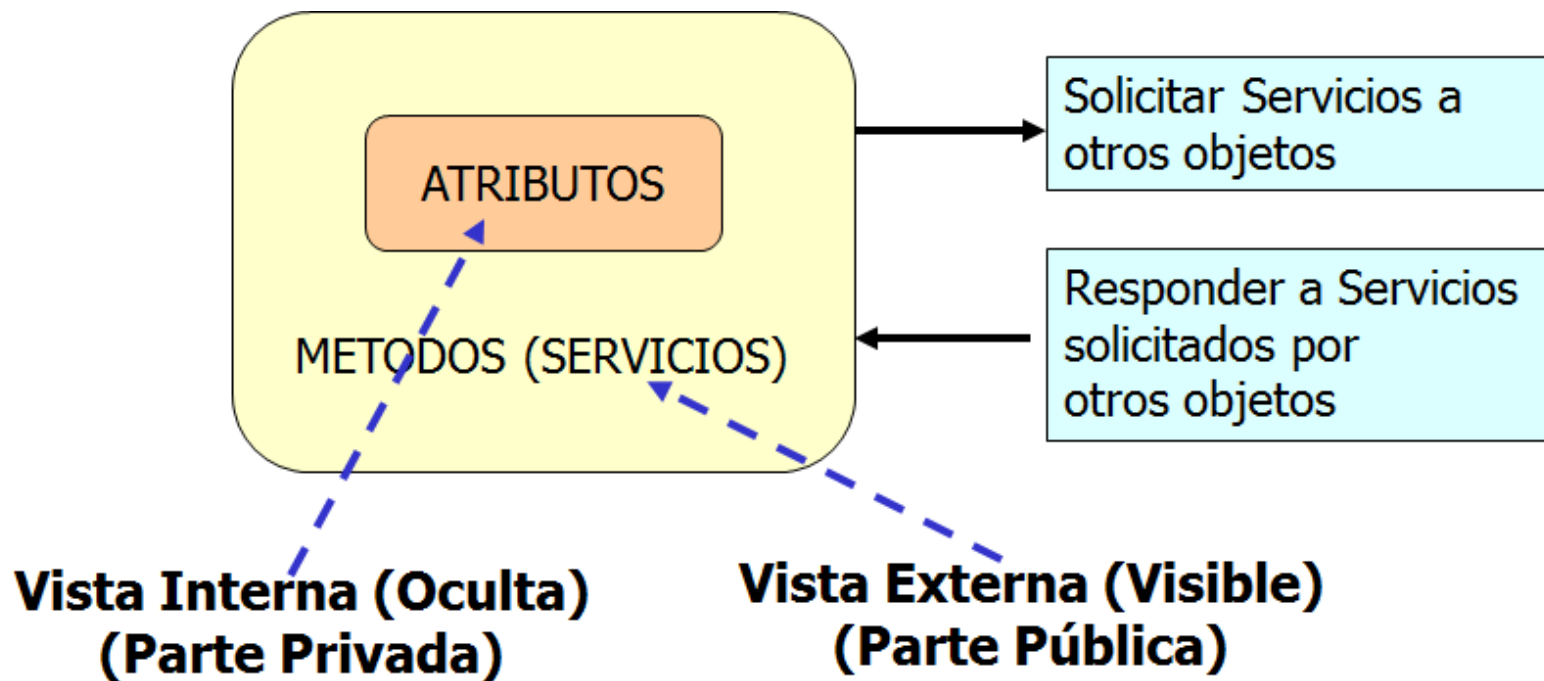 ATRIBUTOS
METODOS (SERVICIOS)
Solicitar Servicios a
otros objetos
Responder a Servicios
solicitados por
otros objetos
Vista Interna (Oculta)
(Parte Privada)
Vista Externa (Visible)
(Parte Pública)